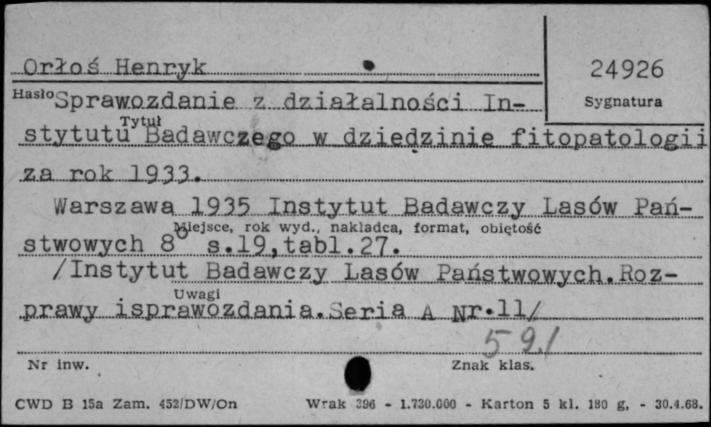 Orłoś Henryk
24926
Hasło
Sygnatura
Sprawozdanie z działalności In-
Tytuł
stytutu Badawczego w dziedzinie fitopatologii
za rok 1933.
Warszawa 1935 Instytut Badawczy Lasów Pań-
Miejsce, rok wyd., nakładca, format, objętość
stwowych 8° s.19,tabl.27.
/Instytut Badawczy Lasów Państwowych.Roz-
Uwagi
prawy isprawozdania.Seria A Nr.11/
59.1
Nr inw.
Znak klas.
CWD B 15a Zam. 452/DW/On
Wrak 396 - 1.730.000 - Karton 5 kl. 180 g. - 30.4.68.